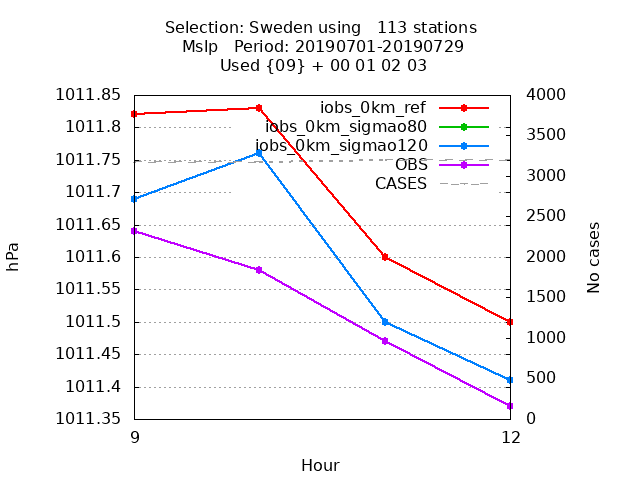 Selection: Sweden using   113 stations
Mslp   Period: 20190701-20190729
Used {09} + 00 01 02 03
1011.85
1011.8
1011.75
1011.7
1011.65
1011.6
1011.55
1011.5
1011.45
1011.4
1011.35
hPa
iobs_0km_ref
iobs_0km_sigmao80
iobs_0km_sigmao120
OBS
CASES
4000
3500
3000
2500
2000
1500
1000
500
0
No cases
9
12
Hour